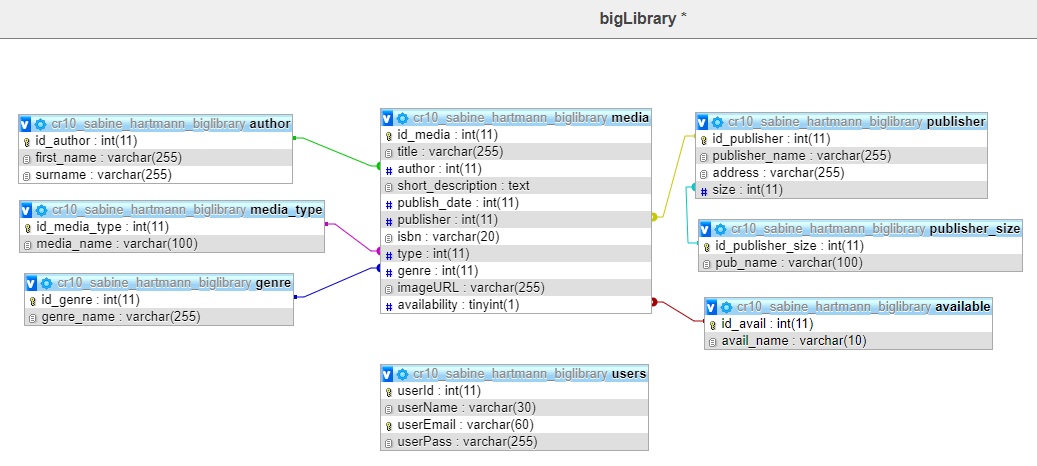 bigLibrary *
v cr10_sabine_hartmann_biglibrary author
id_author : int(11)
first_name : varchar(255)
surname : varchar(255)
v cr10_sabine_hartmann_biglibrary media_type
id_media_type : int(11)
media_name : varchar(100)
v cr10_sabine_hartmann_biglibrary genre
id_genre : int(11)
genre_name : varchar(255)
v cr10_sabine_hartmann_biglibrary media
id_media : int(11)
title : varchar(255)
# author : int(11)
short_description : text
# publish_date : int(11)
# publisher : int(11)
isbn : varchar(20)
# type : int(11)
# genre : int(11)
imageURL : varchar(255)
# availability : tinyint(1)
v cr10_sabine_hartmann_biglibrary users
userId : int(11)
userName : varchar(30)
userEmail : varchar(60)
userPass : varchar(255)
v cr10_sabine_hartmann_biglibrary publisher
id_publisher : int(11)
publisher_name : varchar(255)
address : varchar(255)
# size : int(11)
v cr10_sabine_hartmann_biglibrary publisher_size
id_publisher_size : int(11)
pub_name : varchar(100)
v cr10_sabine_hartmann_biglibrary available
id_avail : int(11)
avail_name : varchar(10)